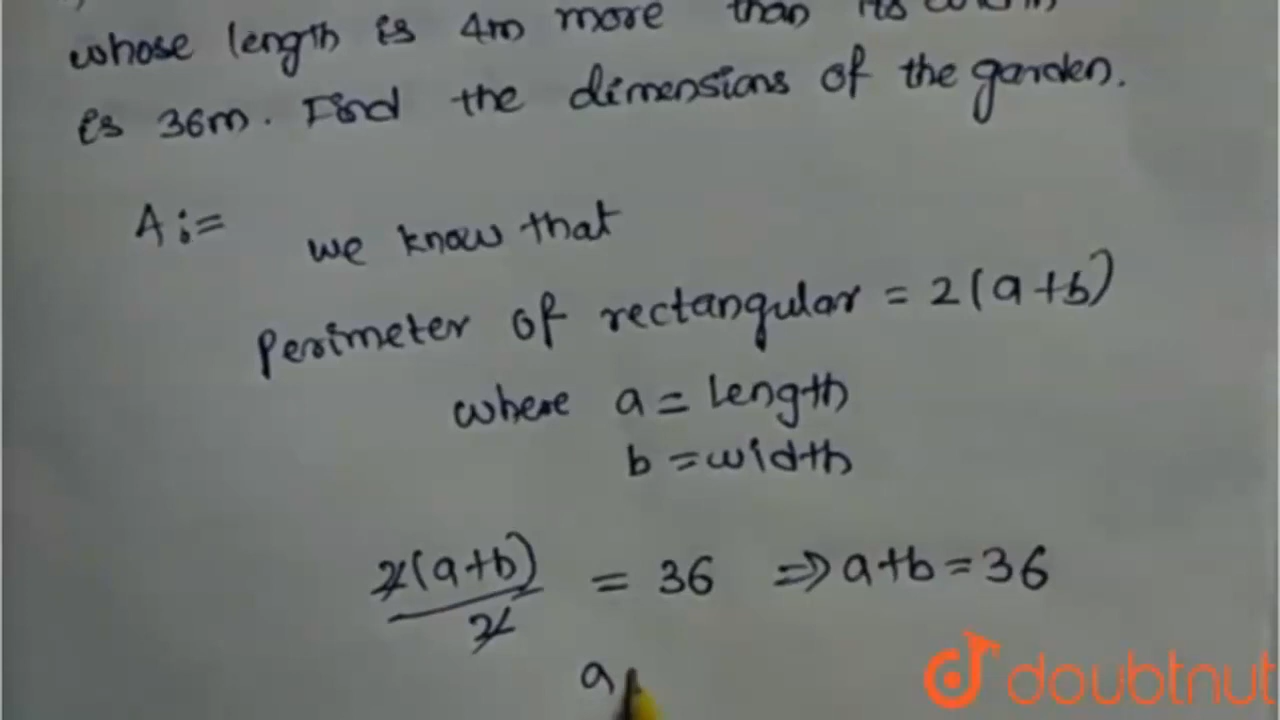 whose length is 4m more than its
is 36m. Find the dimensions of the garden.
A:=
we know that
perimeter of rectangular = 2(a+b)
where a = length
b = width
2(a+b)/2 = 36 ⇒ a+b = 36
a
doubtnut